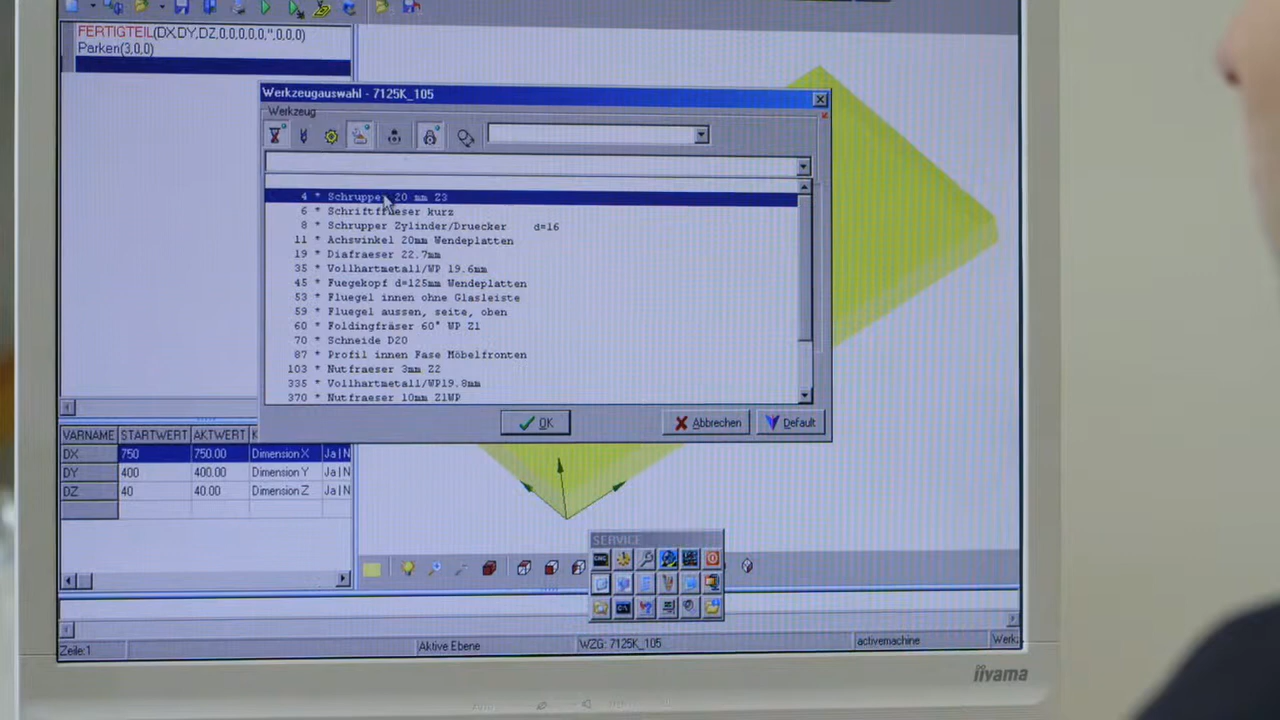 FERTIGTEIL(DX,DY,DZ,0,0,0,0,0,'',0,0,0)
Parken(3,0,0)
Werkzeugauswahl - 7125K_105
Werkzeug
4 * Schrupper 20 mm Z3
6 * Schriftfraeser kurz
8 * Schrupper Zylinder/Druecker d=16
11 * Achswinkel 20mm Wendeplatten
19 * Diafraeser 22.7mm
35 * Vollhartmetall/WP 19.6mm
45 * Fuegekopf d=125mm Wendeplatten
53 * Fluegel innen ohne Glasleiste
59 * Fluegel aussen, seite, oben
60 * Foldingfräser 60° WP Z1
70 * Schneide D20
87 * Profil innen Fase Möbelfronten
103 * Nutfraeser 3mm Z2
335 * Vollhartmetall/WP19.8mm
370 * Nutfraeser 10mm Z1WP
OK Abbrechen Default
VARNAME STARTWERT AKTWERT K
DX 750 750.00 Dimension X Ja|N
DY 400 400.00 Dimension Y Ja|N
DZ 40 40.00 Dimension Z Ja|N
SERVICE
Zeile:1 Aktive Ebene WZG: 7125K_105 activemachine Werk:
iiyama